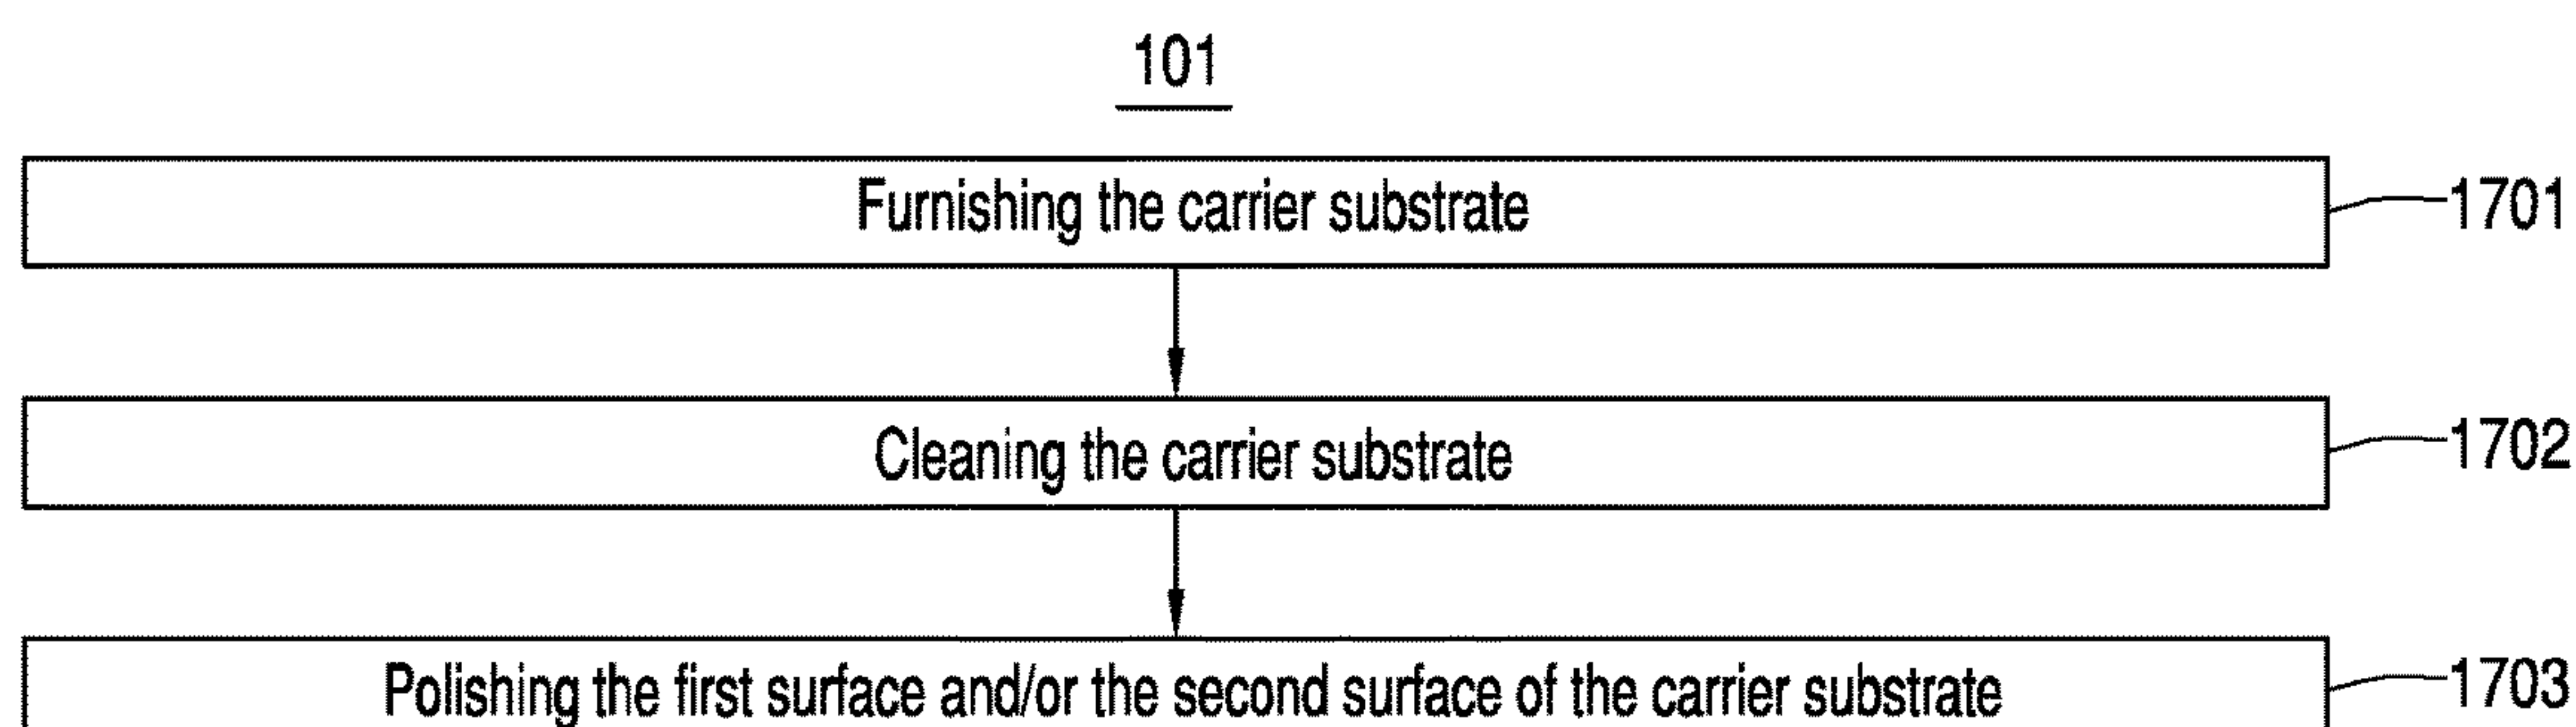 101
Furnishing the carrier substrate 1701
Cleaning the carrier substrate 1702
Polishing the first surface and/or the second surface of the carrier substrate 1703